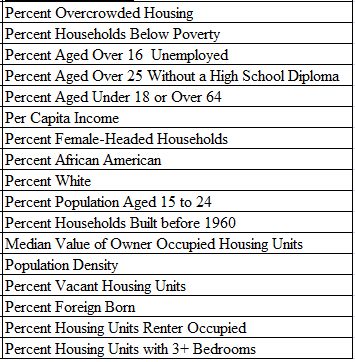 Percent Overcrowded Housing
Percent Households Below Poverty
Percent Aged Over 16  Unemployed
Percent Aged Over 25 Without a High School Diploma
Percent Aged Under 18 or Over 64
Per Capita Income
Percent Female-Headed Households
Percent African American
Percent White
Percent Population Aged 15 to 24
Percent Households Built before 1960
Median Value of Owner Occupied Housing Units
Population Density
Percent Vacant Housing Units
Percent Foreign Born
Percent Housing Units Renter Occupied
Percent Housing Units with 3+ Bedrooms